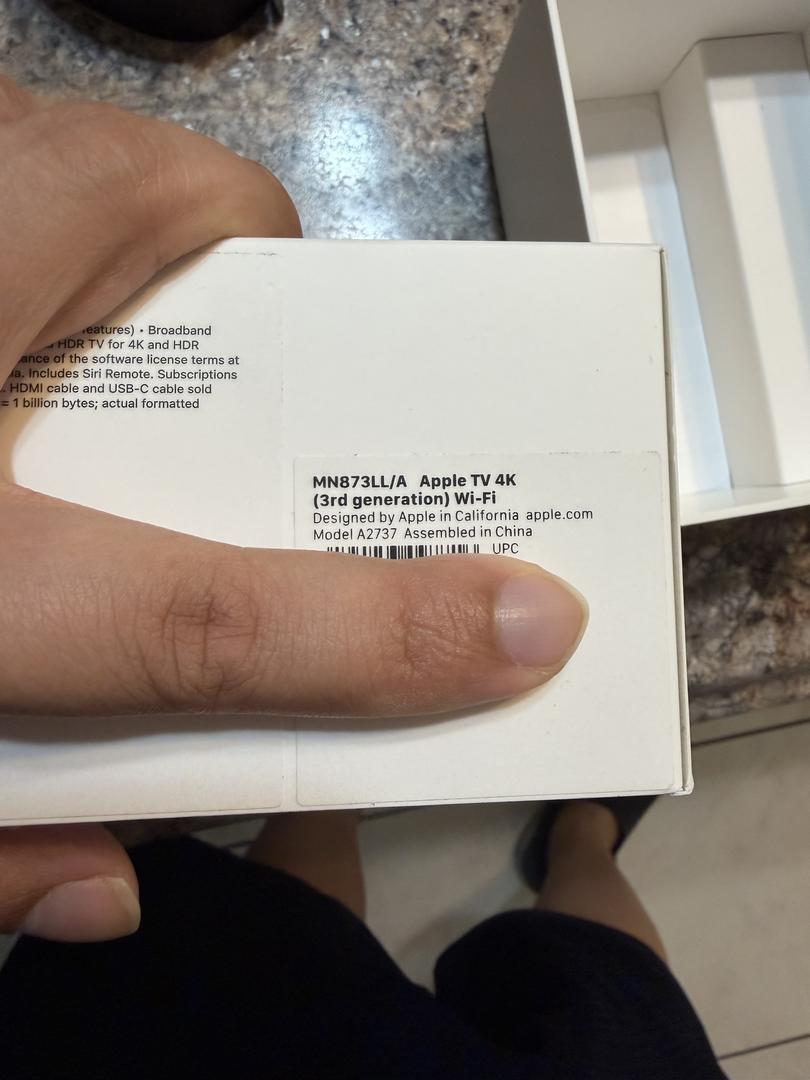 eatures) • Broadband
HDR TV for 4K and HDR
ance of the software license terms at
Includes Siri Remote. Subscriptions
HDMI cable and USB-C cable sold
= 1 billion bytes; actual formatted
MN873LL/A Apple TV 4K
(3rd generation) Wi-Fi
Designed by Apple in California apple.com
Model A2737 Assembled in China
UPC